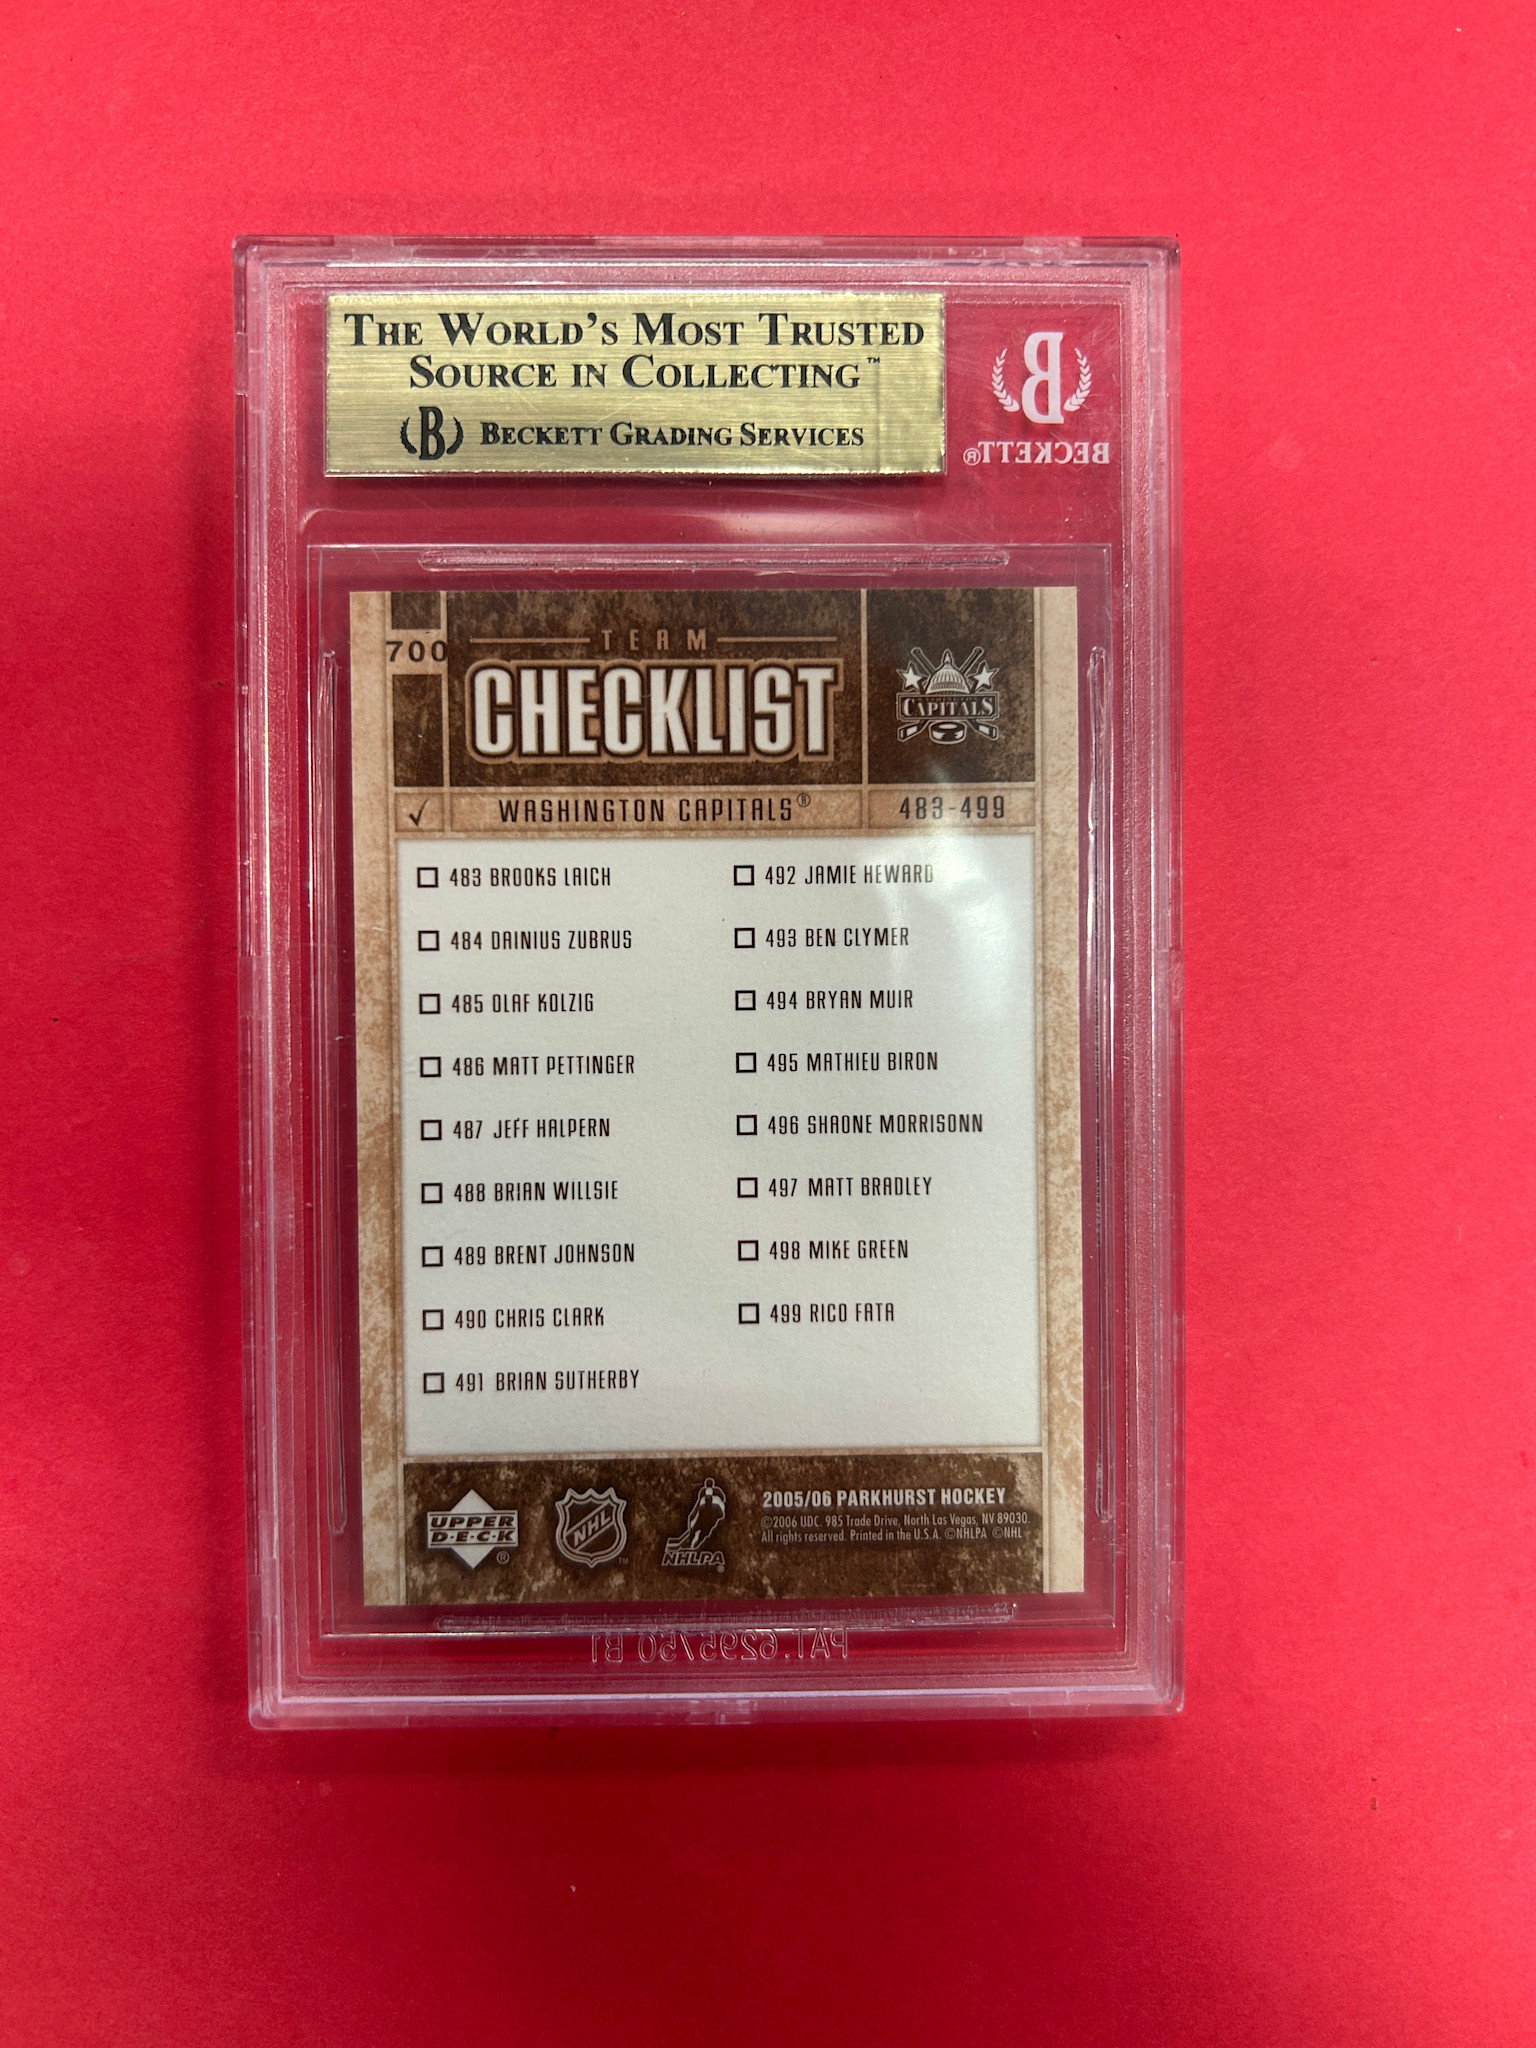 THE WORLD'S MOST TRUSTED
SOURCE IN COLLECTING™
B BECKETT GRADING SERVICES
B
BECKETT®
700
TEAM
CHECKLIST
WASHINGTON
CAPITALS
✓ WASHINGTON CAPITALS® 483-499
☐ 483 BROOKS LAICH
☐ 484 DAINIUS ZUBRUS
☐ 485 OLAF KOLZIG
☐ 486 MATT PETTINGER
☐ 487 JEFF HALPERN
☐ 488 BRIAN WILLSIE
☐ 489 BRENT JOHNSON
☐ 490 CHRIS CLARK
☐ 491 BRIAN SUTHERBY
☐ 492 JAMIE HEWARD
☐ 493 BEN CLYMER
☐ 494 BRYAN MUIR
☐ 495 MATHIEU BIRON
☐ 496 SHAONE MORRISONN
☐ 497 MATT BRADLEY
☐ 498 MIKE GREEN
☐ 499 RICO FATA
UPPER
D·E·C·K
®
NHL
™
NHLPA
®
2005/06 PARKHURST HOCKEY
©2006 UDC. 985 Trade Drive, North Las Vegas, NV 89030.
All rights reserved. Printed in the U.S.A. ©NHLPA ©NHL
PAT. 6295750 B1